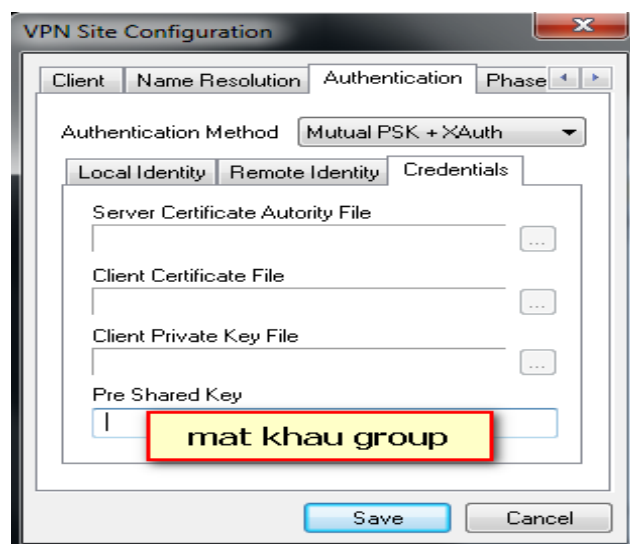 VPN Site Configuration
Client Name Resolution Authentication Phase
Authentication Method Mutual PSK + XAuth
Local Identity Remote Identity Credentials
Server Certificate Autority File
...
Client Certificate File
...
Client Private Key File
...
Pre Shared Key
mat khau group
Save Cancel